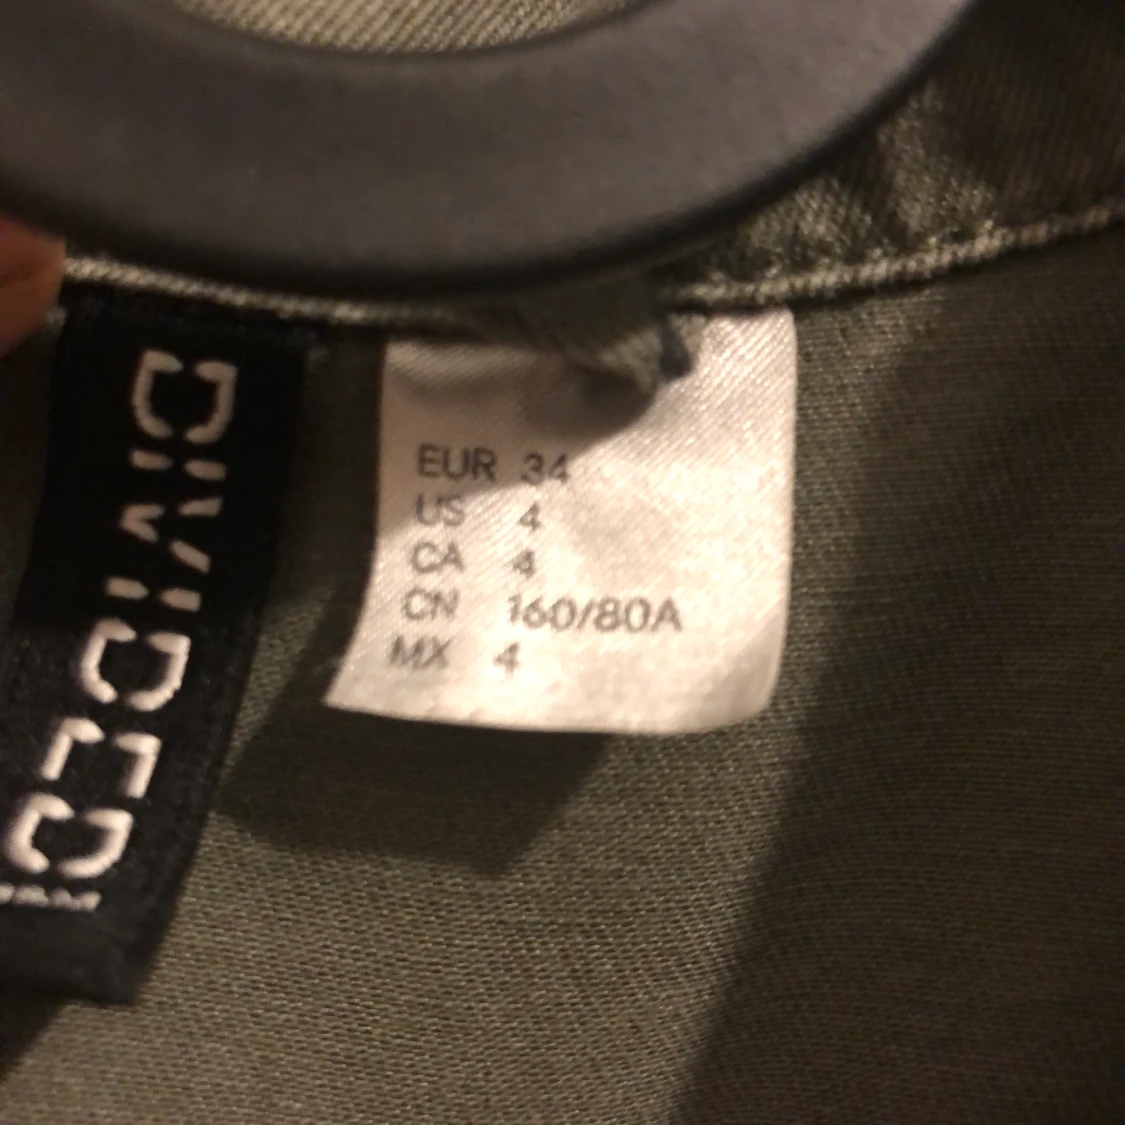 DIVIDED
H&M
EUR 34
US 4
CA 4
CN 160/80A
MX 4